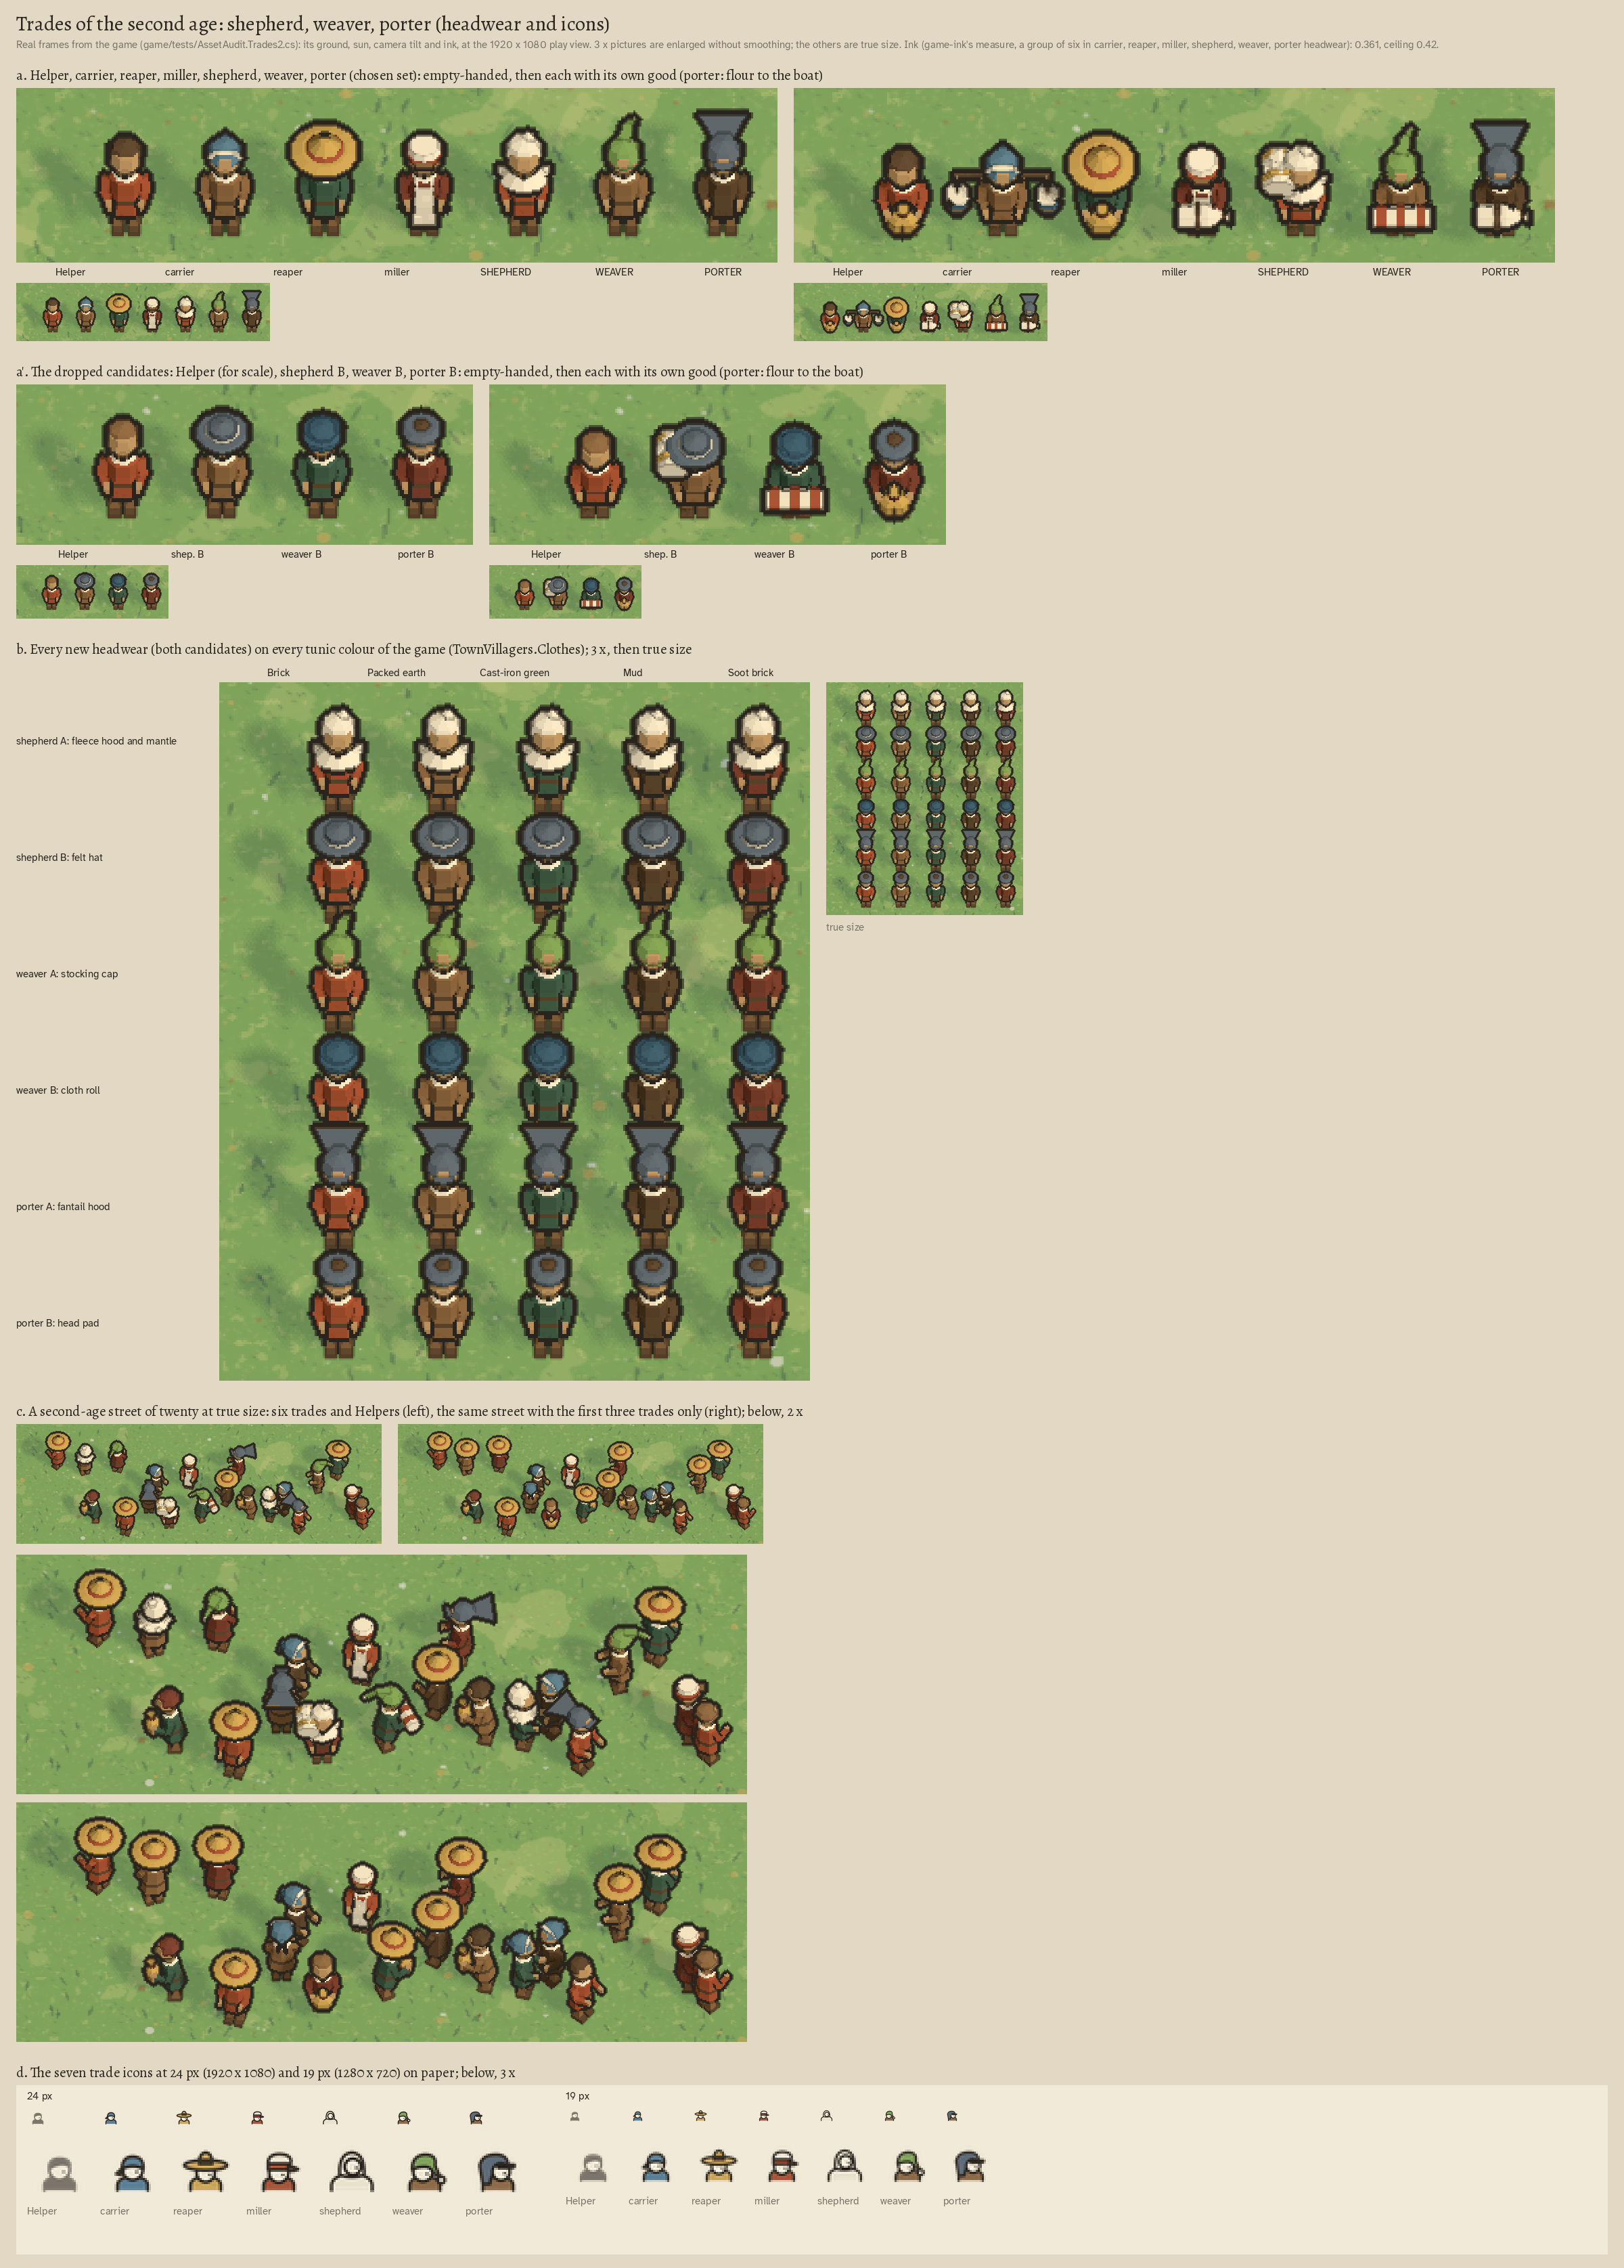 Trades of the second age: shepherd, weaver, porter (headwear and icons)
Real frames from the game (game/tests/AssetAudit.Trades2.cs): its ground, sun, camera tilt and ink, at the 1920 x 1080 play view. 3 x pictures are enlarged without smoothing; the others are true size. Ink (game-ink's measure, a group of six in carrier, reaper, miller, shepherd, weaver, porter headwear): 0.361, ceiling 0.42.
a. Helper, carrier, reaper, miller, shepherd, weaver, porter (chosen set): empty-handed, then each with its own good (porter: flour to the boat)
Helper carrier reaper miller SHEPHERD WEAVER PORTER
Helper carrier reaper miller SHEPHERD WEAVER PORTER
a'. The dropped candidates: Helper (for scale), shepherd B, weaver B, porter B: empty-handed, then each with its own good (porter: flour to the boat)
Helper shep. B weaver B porter B
Helper shep. B weaver B porter B
b. Every new headwear (both candidates) on every tunic colour of the game (TownVillagers.Clothes); 3 x, then true size
Brick Packed earth Cast-iron green Mud Soot brick
shepherd A: fleece hood and mantle
shepherd B: felt hat
true size
weaver A: stocking cap
weaver B: cloth roll
porter A: fantail hood
porter B: head pad
c. A second-age street of twenty at true size: six trades and Helpers (left), the same street with the first three trades only (right); below, 2 x
d. The seven trade icons at 24 px (1920 x 1080) and 19 px (1280 x 720) on paper; below, 3 x
24 px
19 px
Helper carrier reaper miller shepherd weaver porter
Helper carrier reaper miller shepherd weaver porter